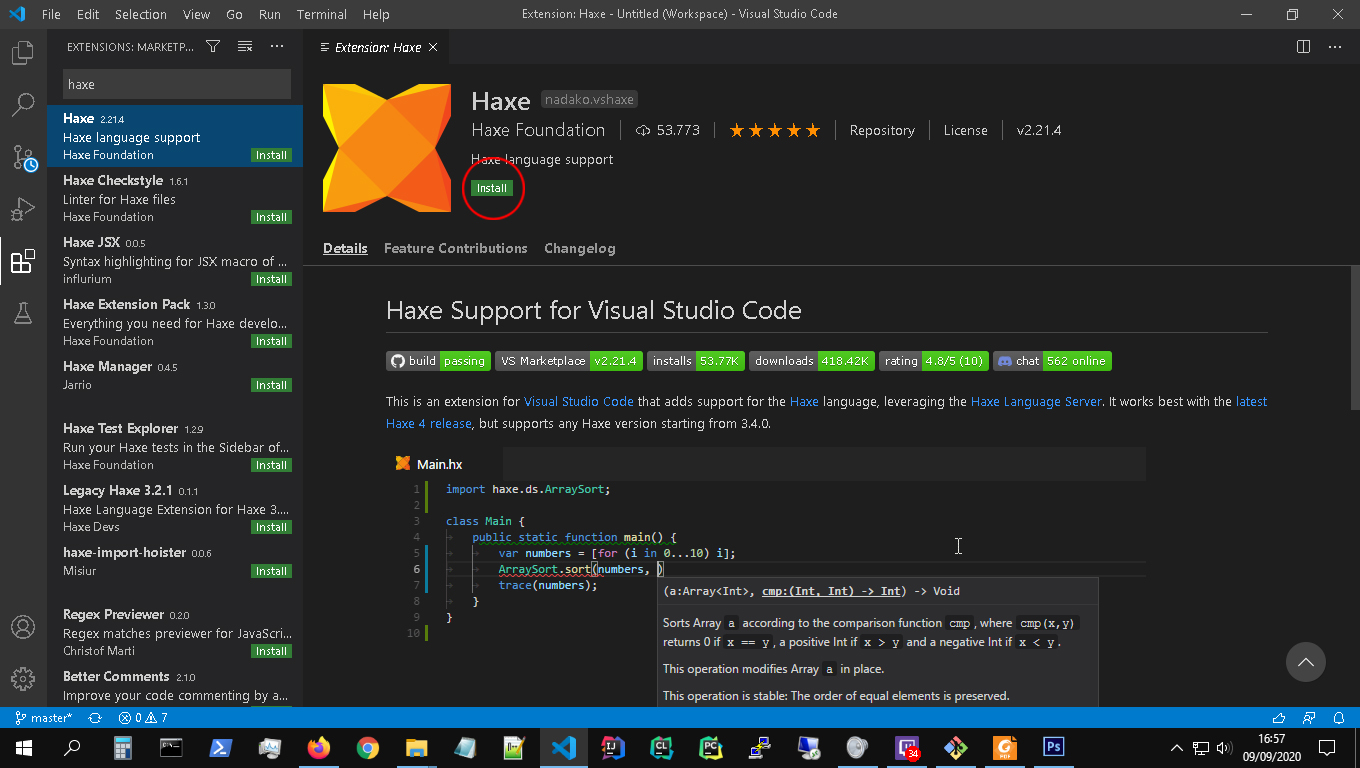 File Edit Selection View Go Run Terminal Help
Extension: Haxe - Untitled (Workspace) - Visual Studio Code
EXTENSIONS: MARKETP...
haxe
Haxe 2.21.4
Haxe language support
Haxe Foundation Install
Haxe Checkstyle 1.6.1
Linter for Haxe files
Haxe Foundation Install
Haxe JSX 0.0.5
Syntax highlighting for JSX macro of ...
influrium Install
Haxe Extension Pack 1.3.0
Everything you need for Haxe develo...
Haxe Foundation Install
Haxe Manager 0.4.5
Jarrio Install
Haxe Test Explorer 1.2.9
Run your Haxe tests in the Sidebar of...
Haxe Foundation Install
Legacy Haxe 3.2.1 0.1.1
Haxe Language Extension for Haxe 3....
Haxe Devs Install
haxe-import-hoister 0.0.6
Misiur Install
Regex Previewer 0.2.0
Regex matches previewer for JavaScri...
Christof Marti Install
Better Comments 2.1.0
Improve your code commenting by a...
Extension: Haxe
Haxe nadako.vshaxe
Haxe Foundation 53.773 Repository License v2.21.4
Haxe language support
Install
Details Feature Contributions Changelog
Haxe Support for Visual Studio Code
build passing VS Marketplace v2.21.4 installs 53.77K downloads 418.42K rating 4.8/5 (10) chat 562 online
This is an extension for Visual Studio Code that adds support for the Haxe language, leveraging the Haxe Language Server. It works best with the latest
Haxe 4 release, but supports any Haxe version starting from 3.4.0.
Main.hx
1 import haxe.ds.ArraySort;
2
3 class Main {
4 public static function main() {
5 var numbers = [for (i in 0...10) i];
6 ArraySort.sort(numbers, )
7 trace(numbers);
8 }
9 }
10
(a:Array<Int>, cmp:(Int, Int) -> Int) -> Void
Sorts Array a according to the comparison function cmp, where cmp(x,y)
returns 0 if x == y, a positive Int if x > y and a negative Int if x < y.
This operation modifies Array a in place.
This operation is stable: The order of equal elements is preserved.
master* 0 7
IJ CL PC 34 PDF Ps
16:57
09/09/2020